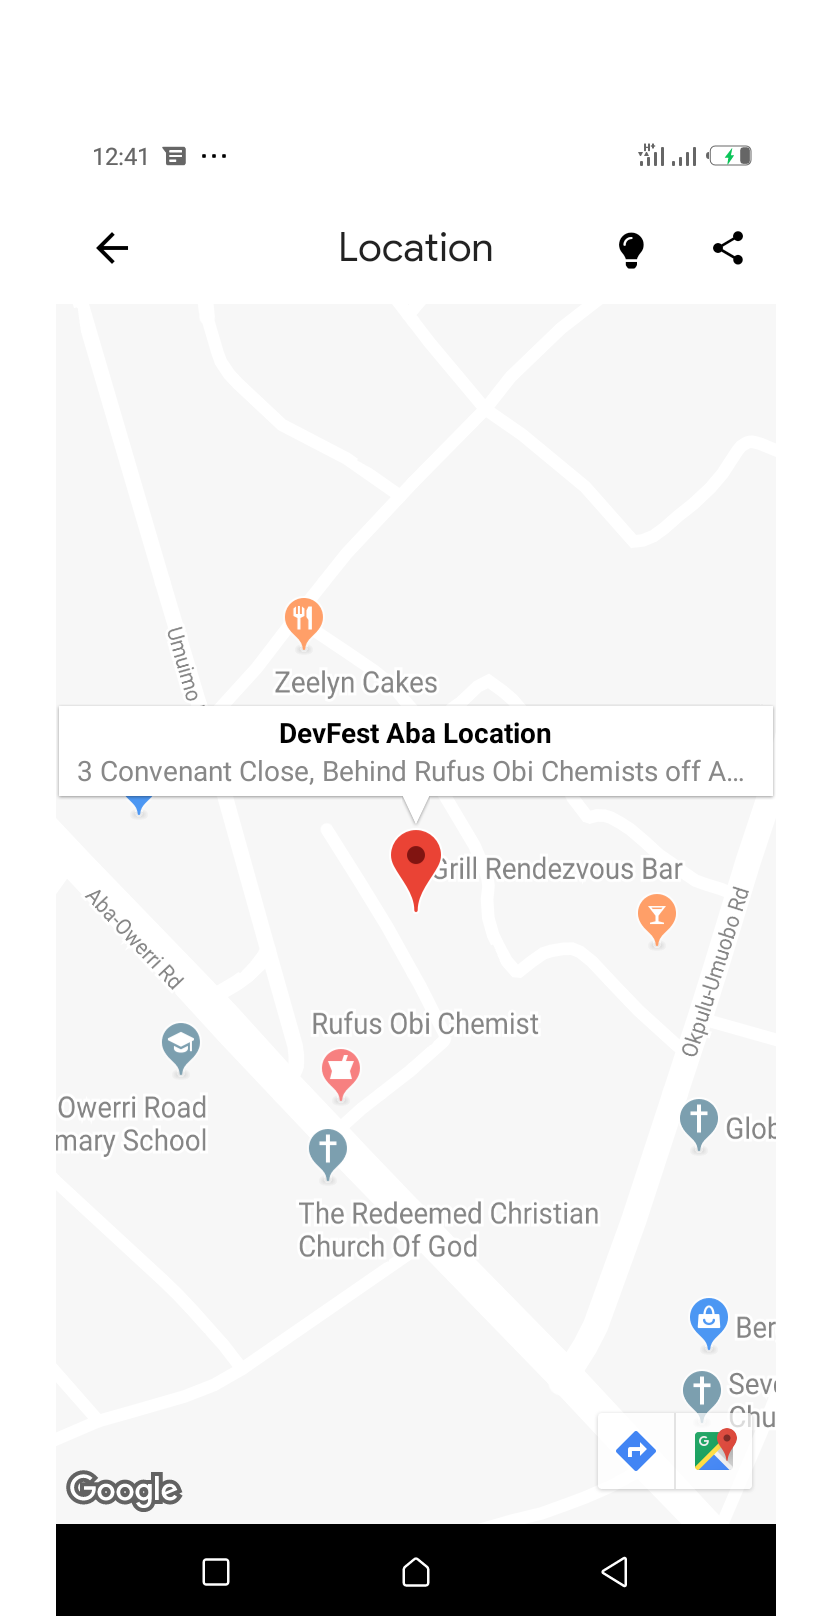 12:41
H+
Location
Umuimo
Zeelyn Cakes
DevFest Aba Location
3 Convenant Close, Behind Rufus Obi Chemists off A...
Grill Rendezvous Bar
Aba-Owerri Rd
Okpulu-Umuobo Rd
Rufus Obi Chemist
Owerri Road
mary School
Glob
The Redeemed Christian
Church Of God
Ber
Seve
Chu
G
Google